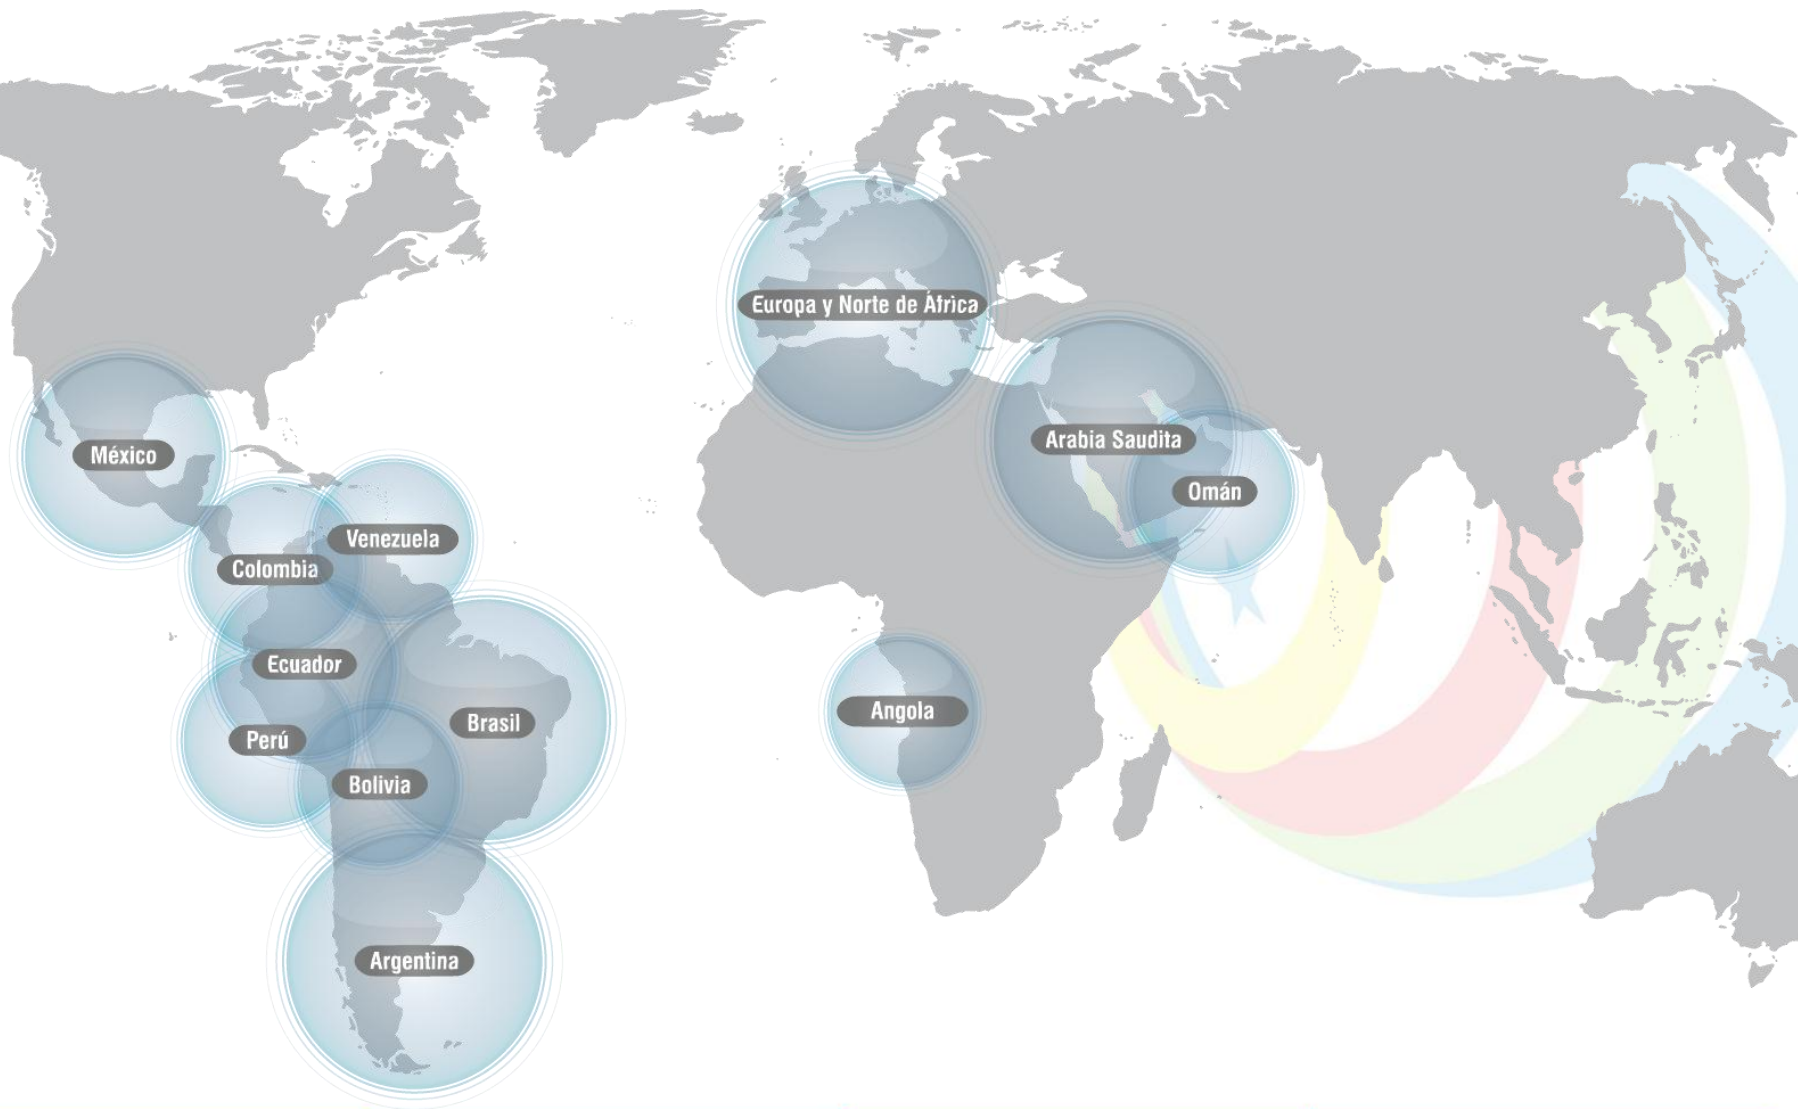 Europa y Norte de África
Arabia Saudita
México
Omán
Venezuela
Colombia
Ecuador
Angola
Brasil
Perú
Bolivia
Argentina